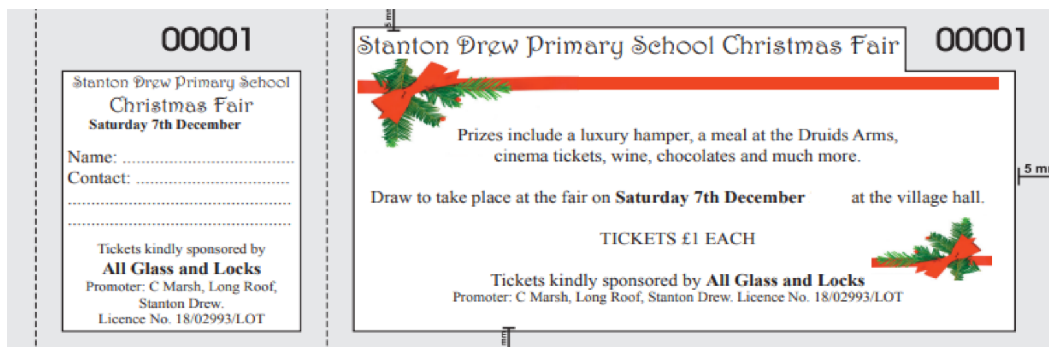 00001
Stanton Drew Primary School
Christmas Fair
Saturday 7th December
Name: ..................................
Contact: ...............................
.............................................
.............................................
Tickets kindly sponsored by
All Glass and Locks
Promoter: C Marsh, Long Roof,
Stanton Drew.
Licence No. 18/02993/LOT
5 mm
Stanton Drew Primary School Christmas Fair
00001
Prizes include a luxury hamper, a meal at the Druids Arms,
cinema tickets, wine, chocolates and much more.
5 mm
Draw to take place at the fair on Saturday 7th December at the village hall.
TICKETS £1 EACH
Tickets kindly sponsored by All Glass and Locks
Promoter: C Marsh, Long Roof, Stanton Drew. Licence No. 18/02993/LOT
mm